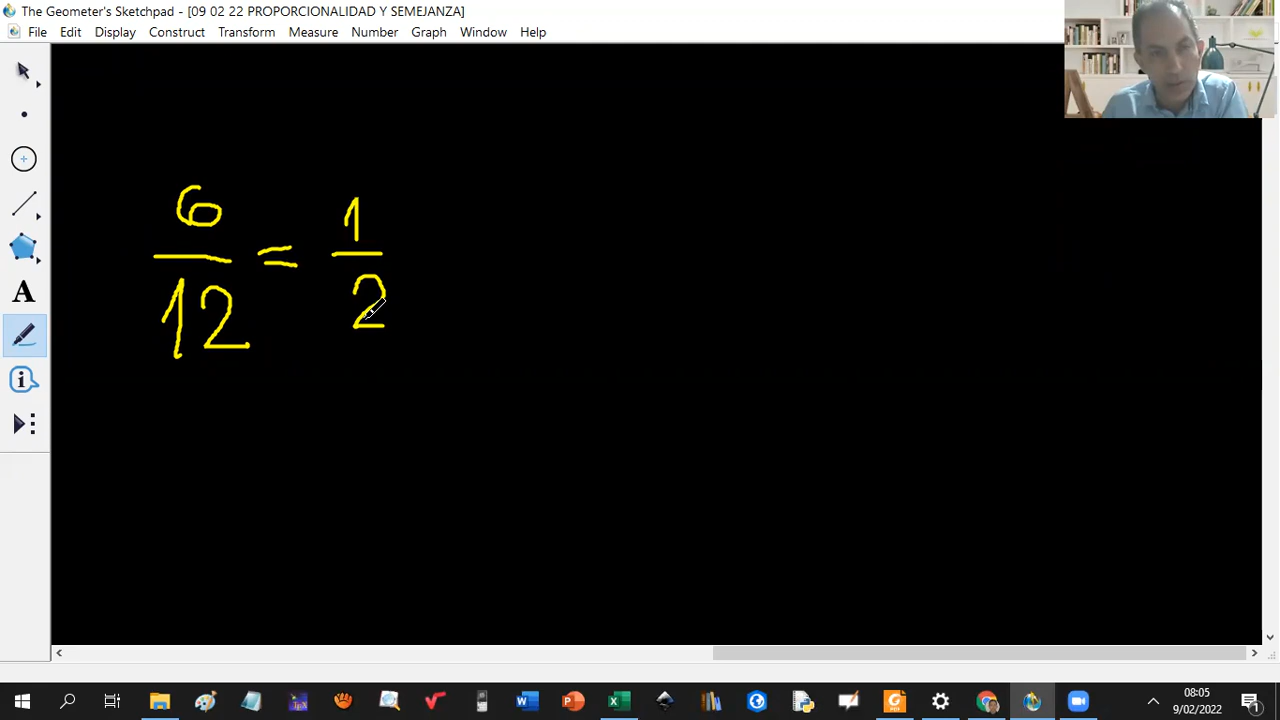 The Geometer's Sketchpad - [09 02 22 PROPORCIONALIDAD Y SEMEJANZA]
File Edit Display Construct Transform Measure Number Graph Window Help
6/12 = 1/2
A
08:05
9/02/2022